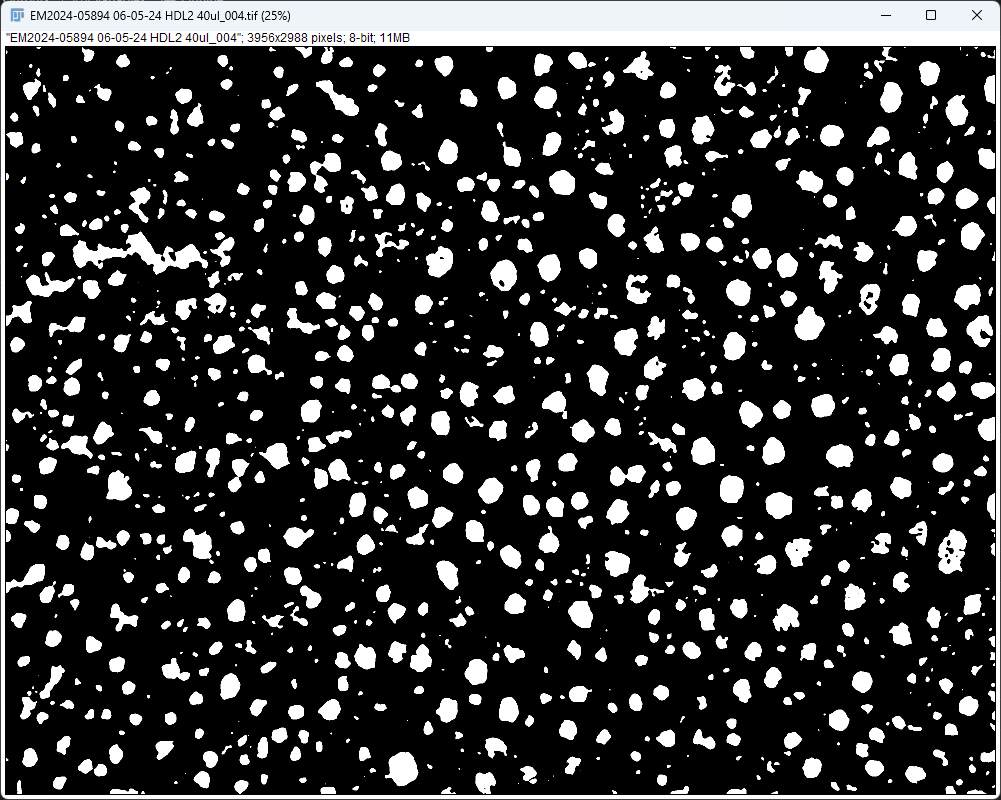 EM2024-05894 06-05-24 HDL2 40ul_004.tif (25%)
"EM2024-05894 06-05-24 HDL2 40ul_004"; 3956x2988 pixels; 8-bit; 11MB